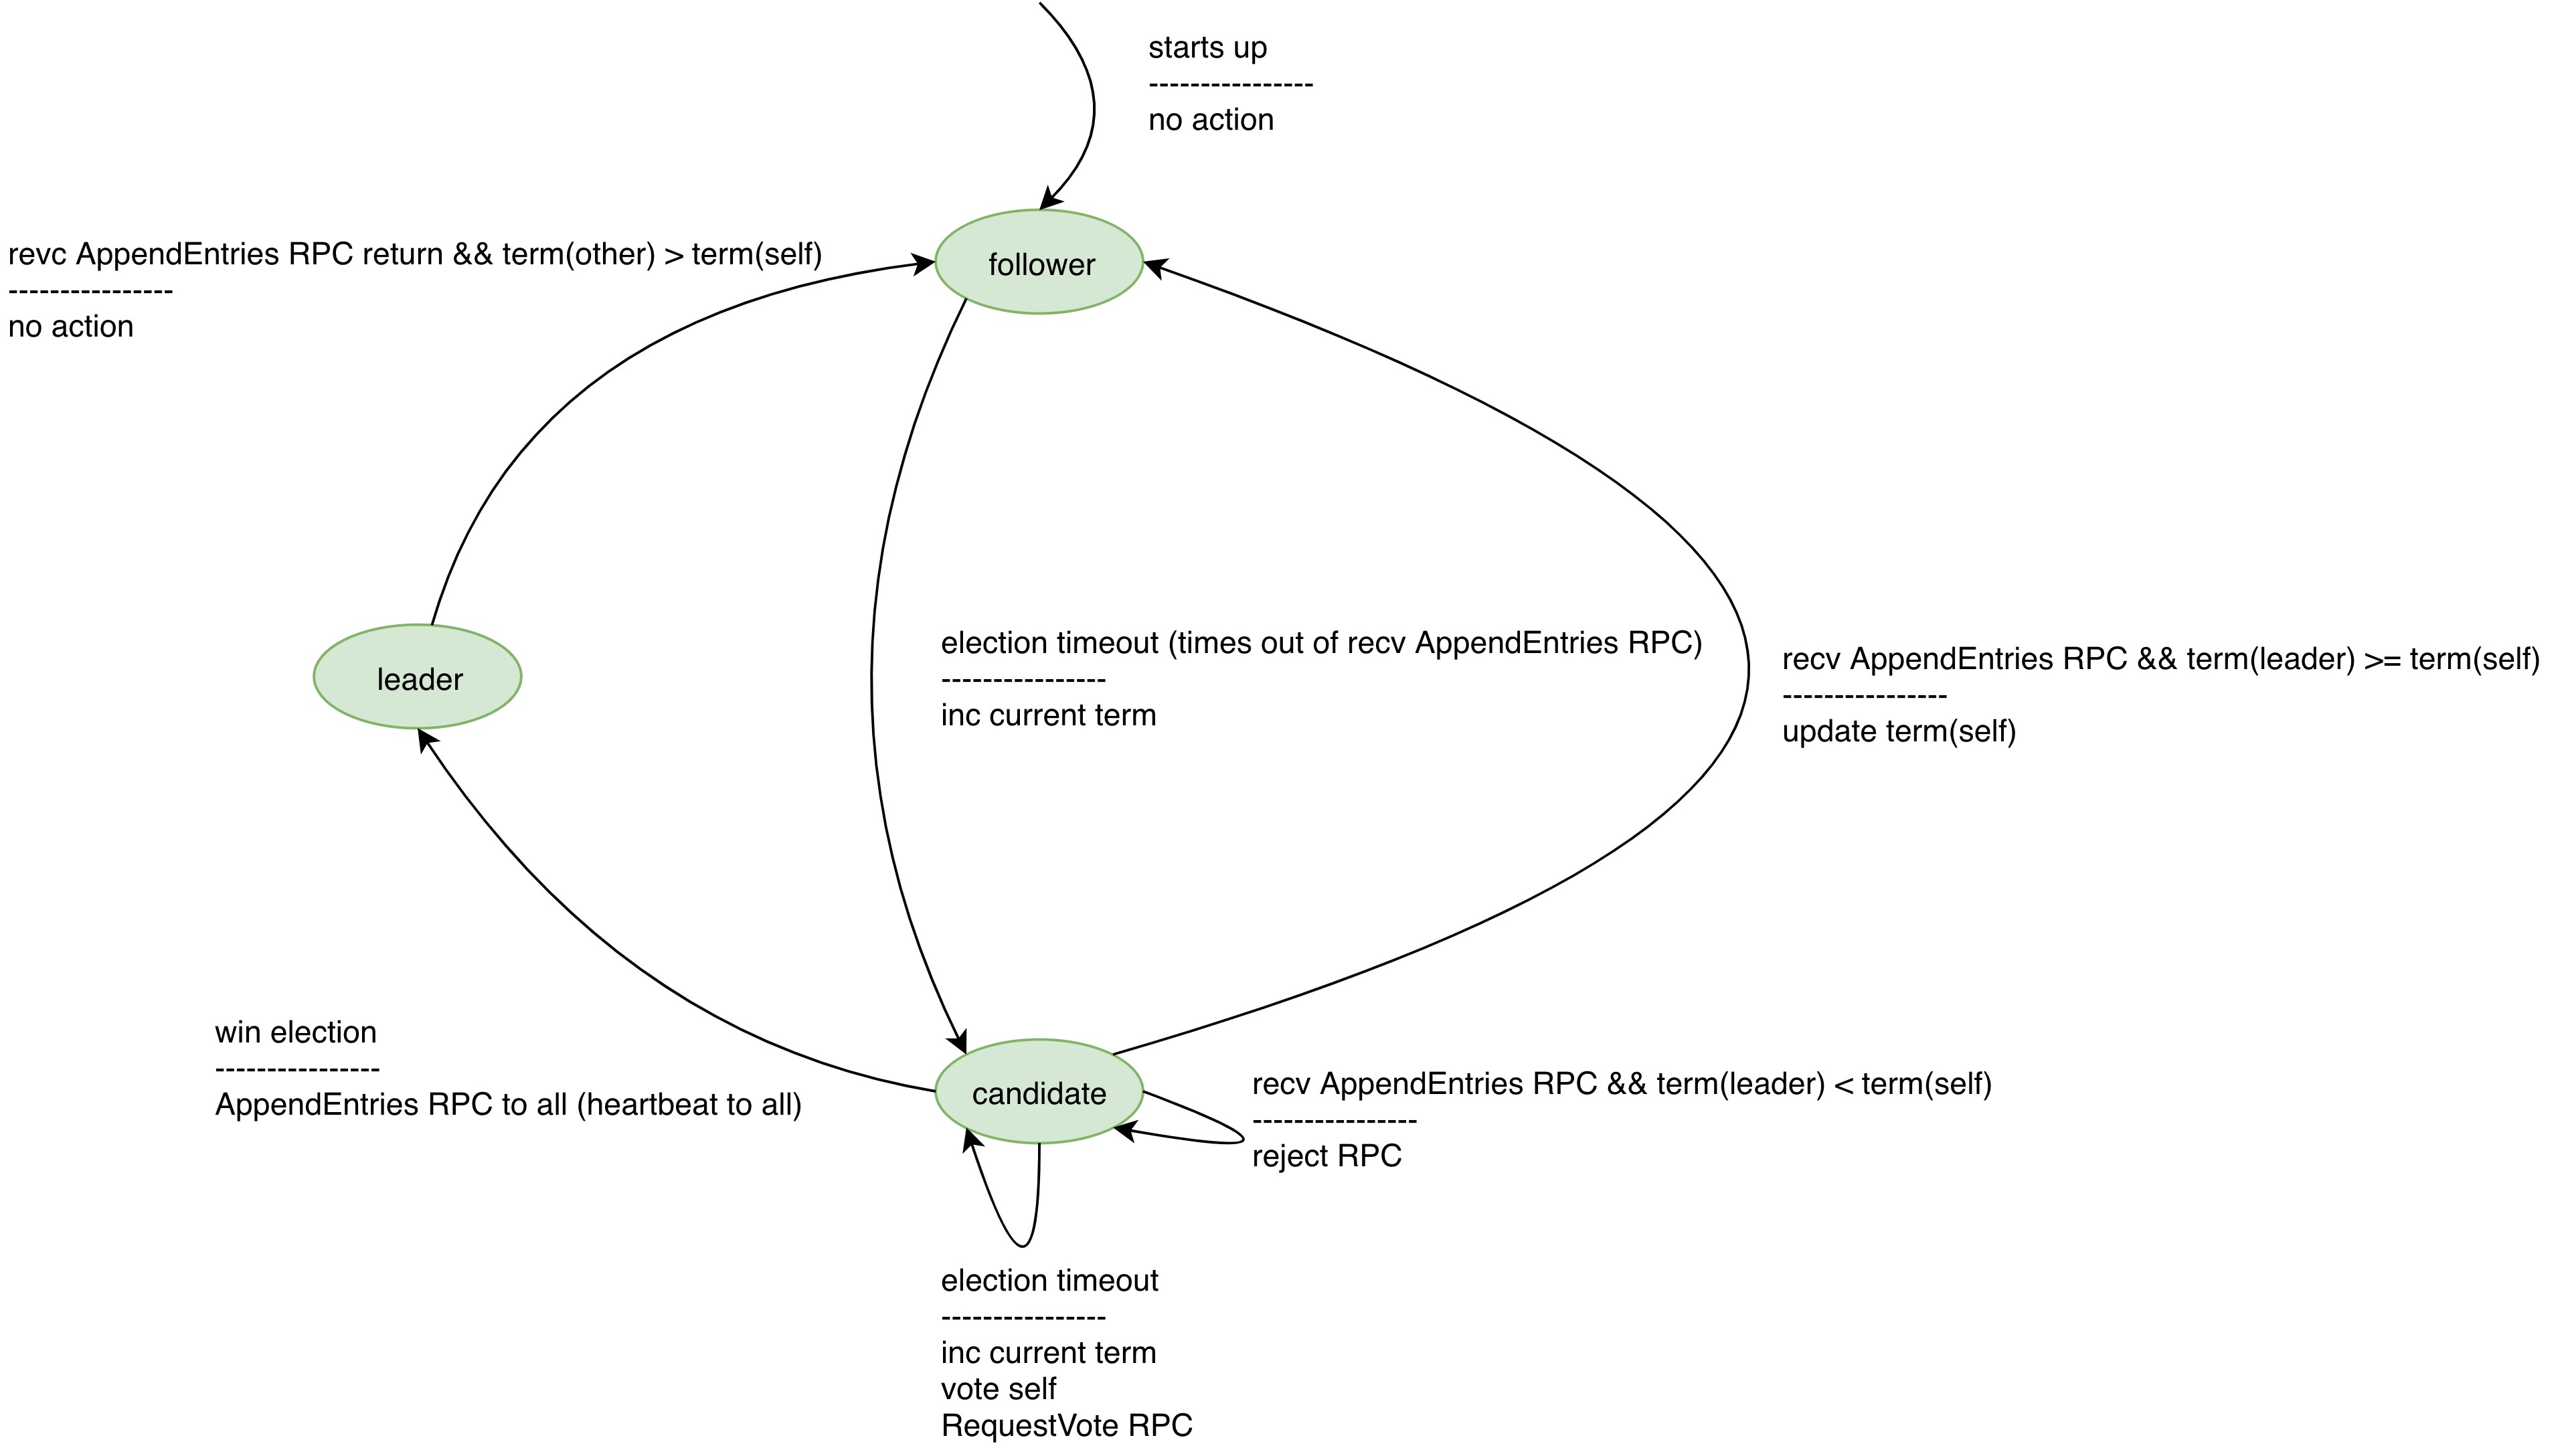 starts up
----------------
no action
revc AppendEntries RPC return && term(other) > term(self)
----------------
no action
follower
election timeout (times out of recv AppendEntries RPC)
----------------
inc current term
recv AppendEntries RPC && term(leader) >= term(self)
----------------
update term(self)
leader
win election
----------------
AppendEntries RPC to all (heartbeat to all)
candidate
recv AppendEntries RPC && term(leader) < term(self)
----------------
reject RPC
election timeout
----------------
inc current term
vote self
RequestVote RPC